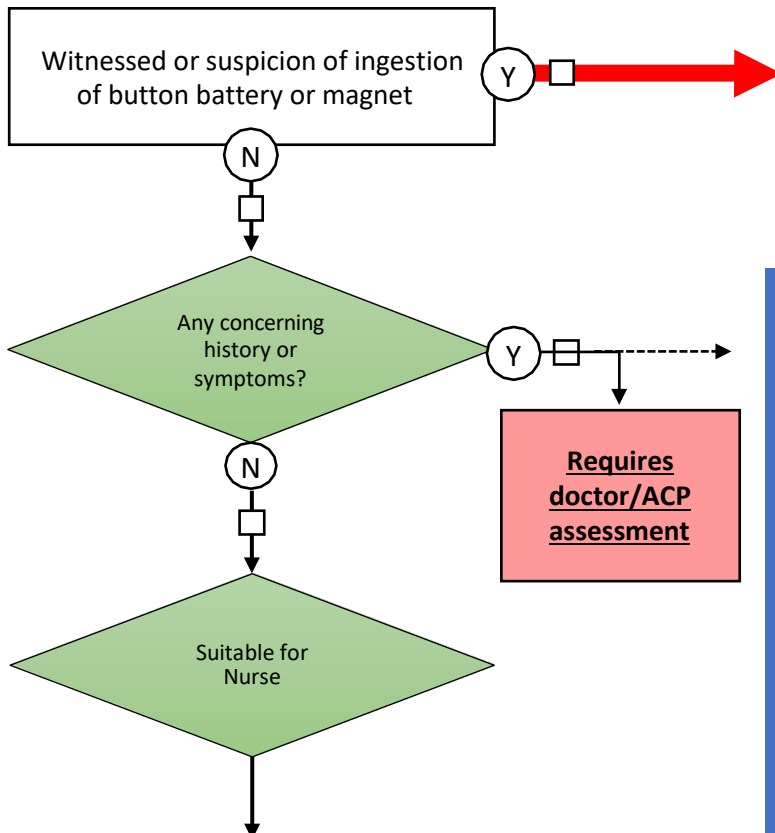 Witnessed or suspicion of ingestion
of button battery or magnet
Y
N
Any concerning
history or
symptoms?
Y
Requires
doctor/ACP
assessment
N
Suitable for
Nurse